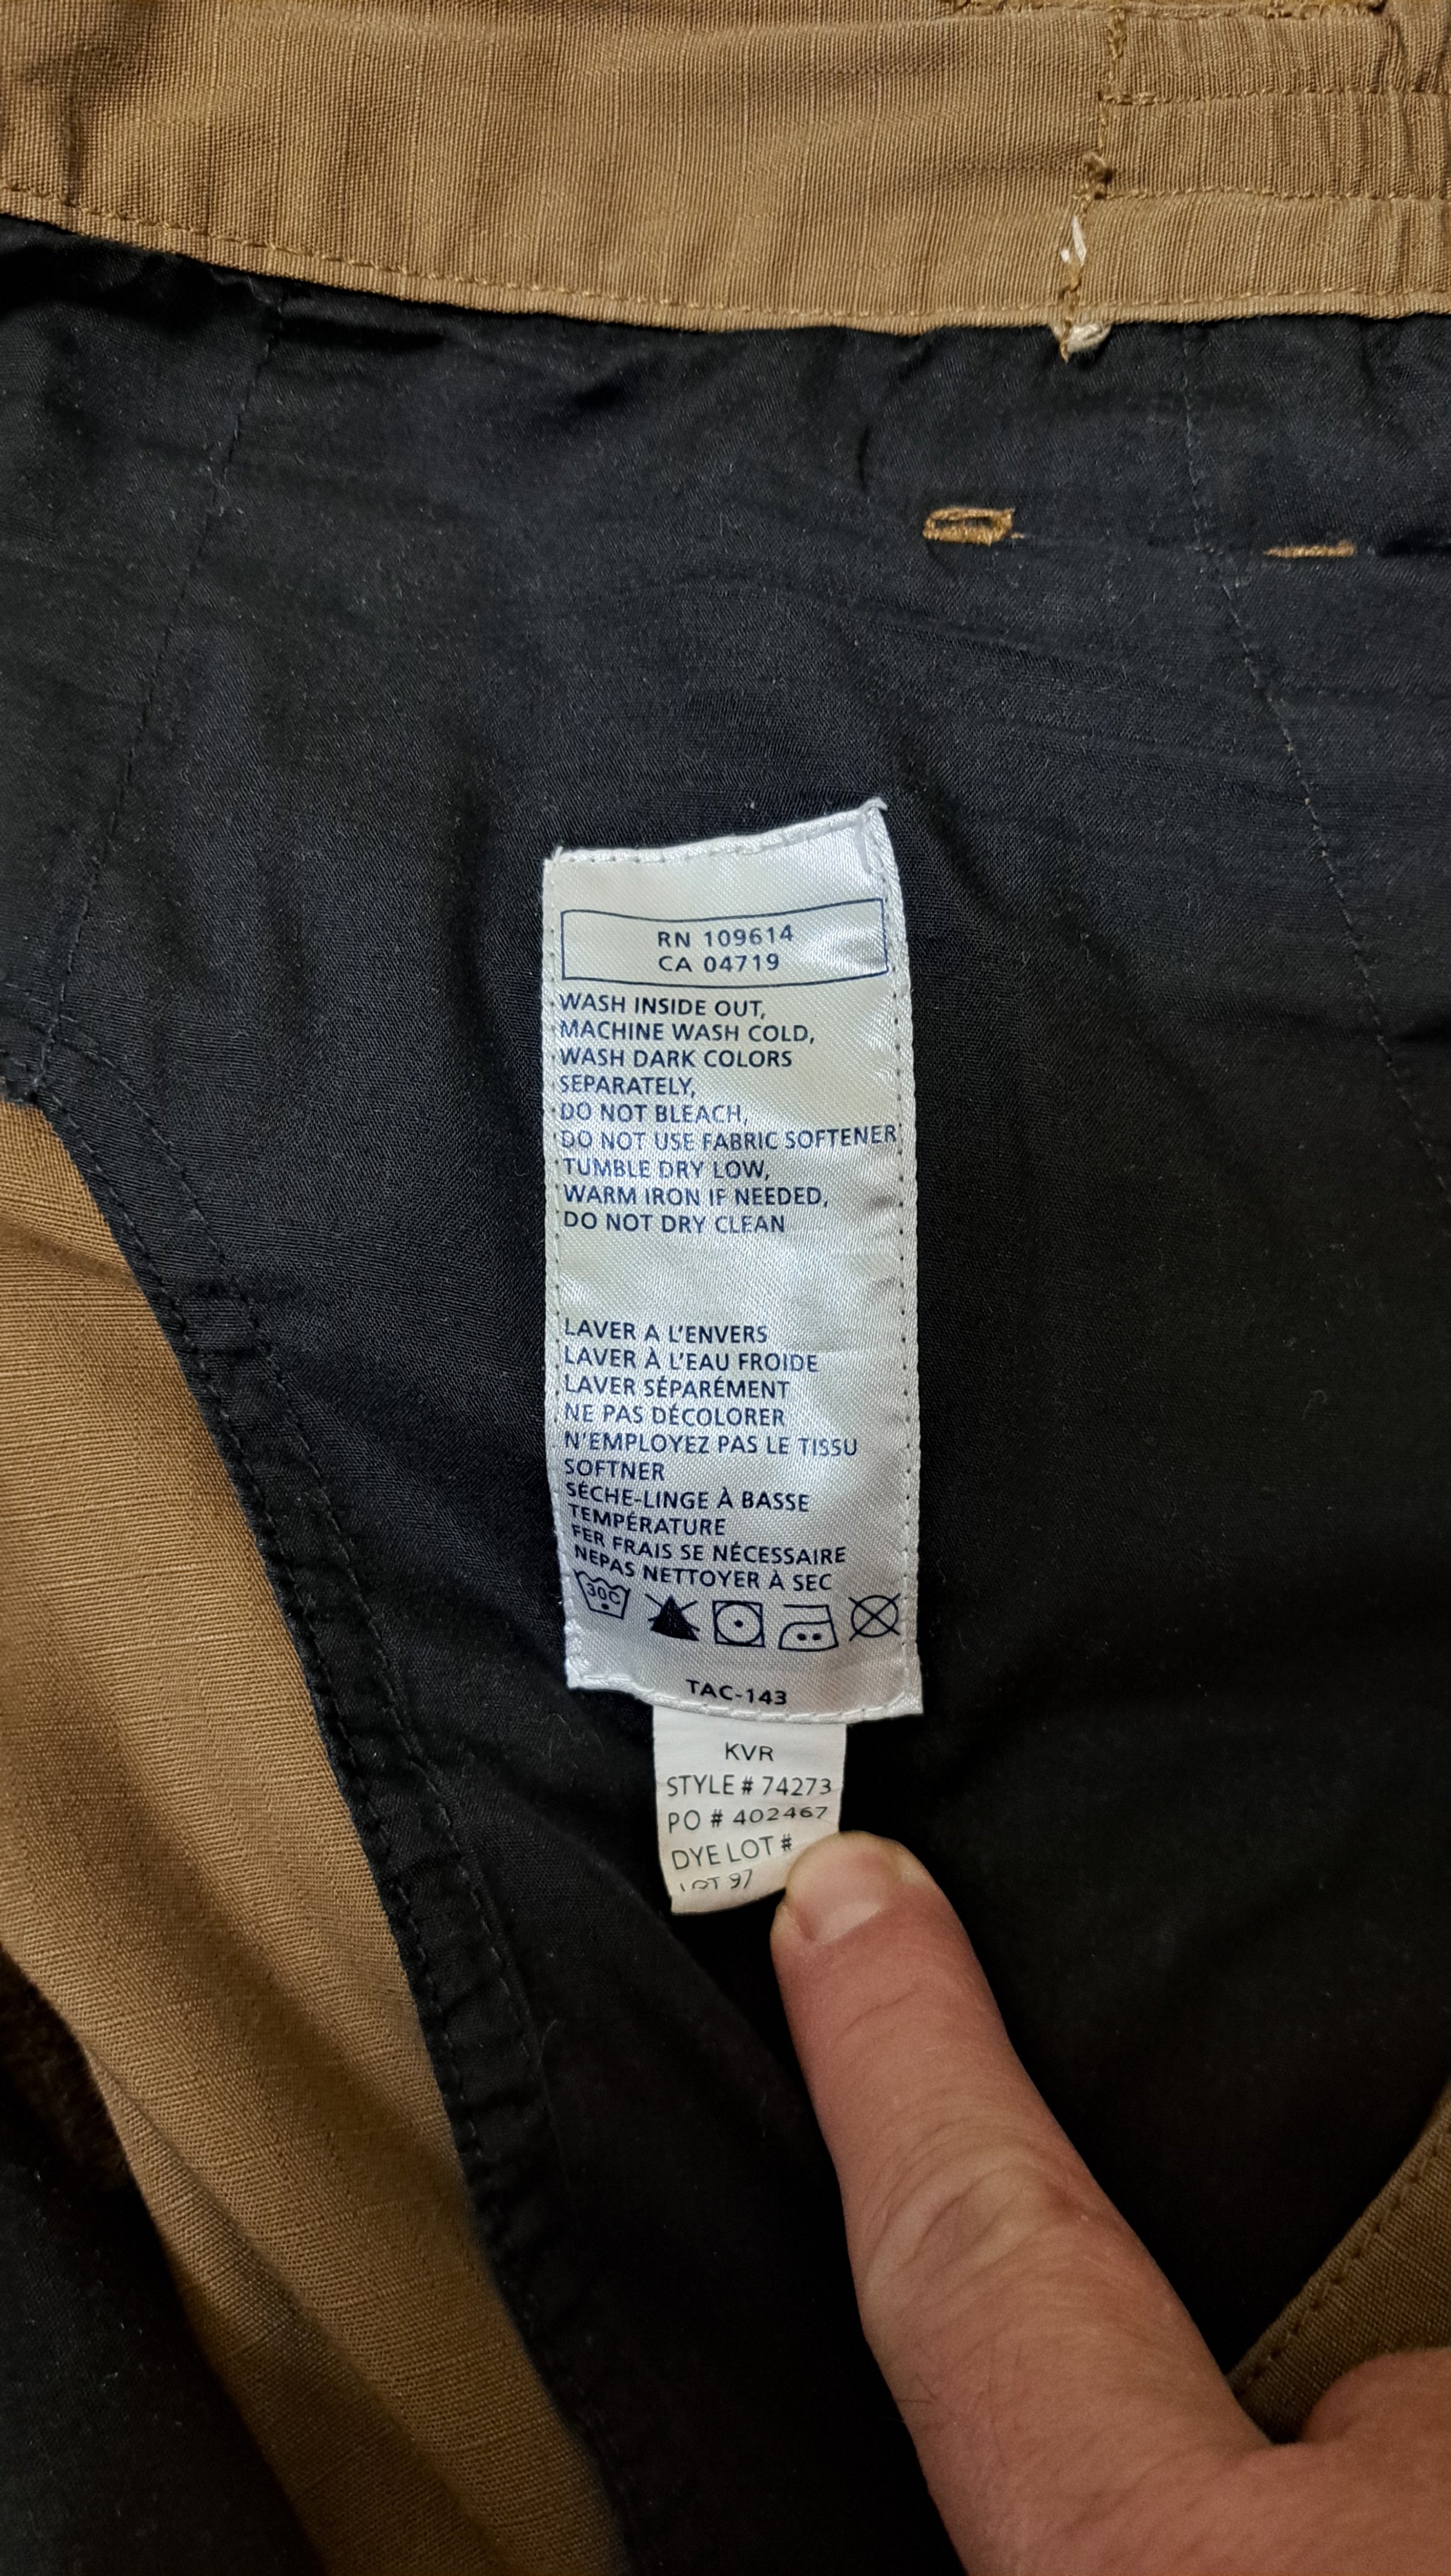 RN 109614
CA 04719
WASH INSIDE OUT,
MACHINE WASH COLD,
WASH DARK COLORS
SEPARATELY,
DO NOT BLEACH,
DO NOT USE FABRIC SOFTENER
TUMBLE DRY LOW,
WARM IRON IF NEEDED,
DO NOT DRY CLEAN
LAVER A L'ENVERS
LAVER À L'EAU FROIDE
LAVER SÉPARÉMENT
NE PAS DÉCOLORER
N'EMPLOYEZ PAS LE TISSU
SOFTNER
SÉCHE-LINGE À BASSE
TEMPÉRATURE
FER FRAIS SE NÉCESSAIRE
NEPAS NETTOYER À SEC
30C
TAC-143
KVR
STYLE # 74273
PO # 402467
DYE LOT #
LOT 97